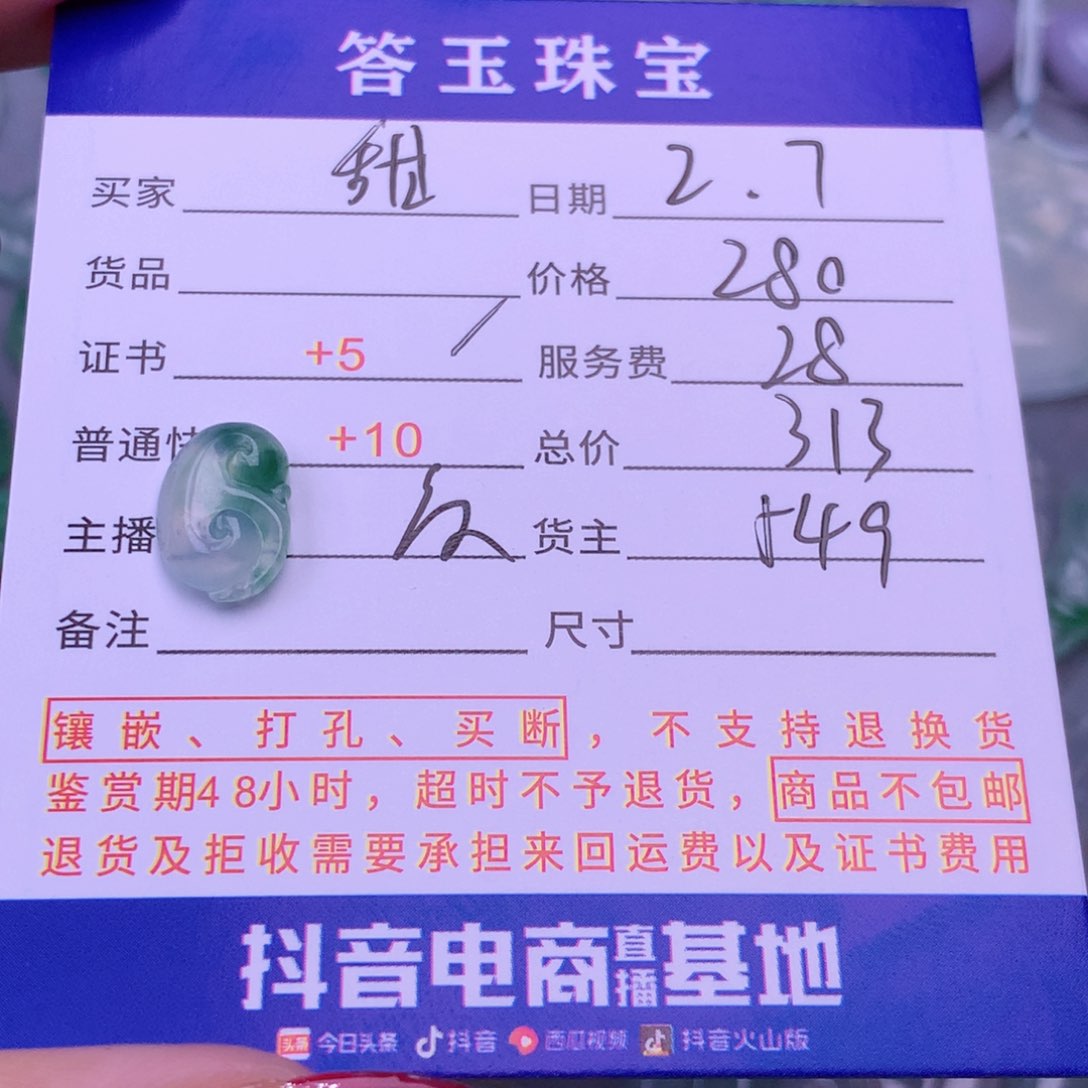 答玉珠宝
买家 甜 日期 2.7
货品 价格 280
证书 +5 / 服务费 28
普通 +10 总价 313
主播 货主 149
备注 尺寸
镶嵌、打孔、买断，不支持退换货
鉴赏期48小时，超时不予退货，商品不包邮
退货及拒收需要承担来回运费以及证书费用
抖音电商直播基地
头条 今日头条 抖音 西瓜视频 抖音火山版